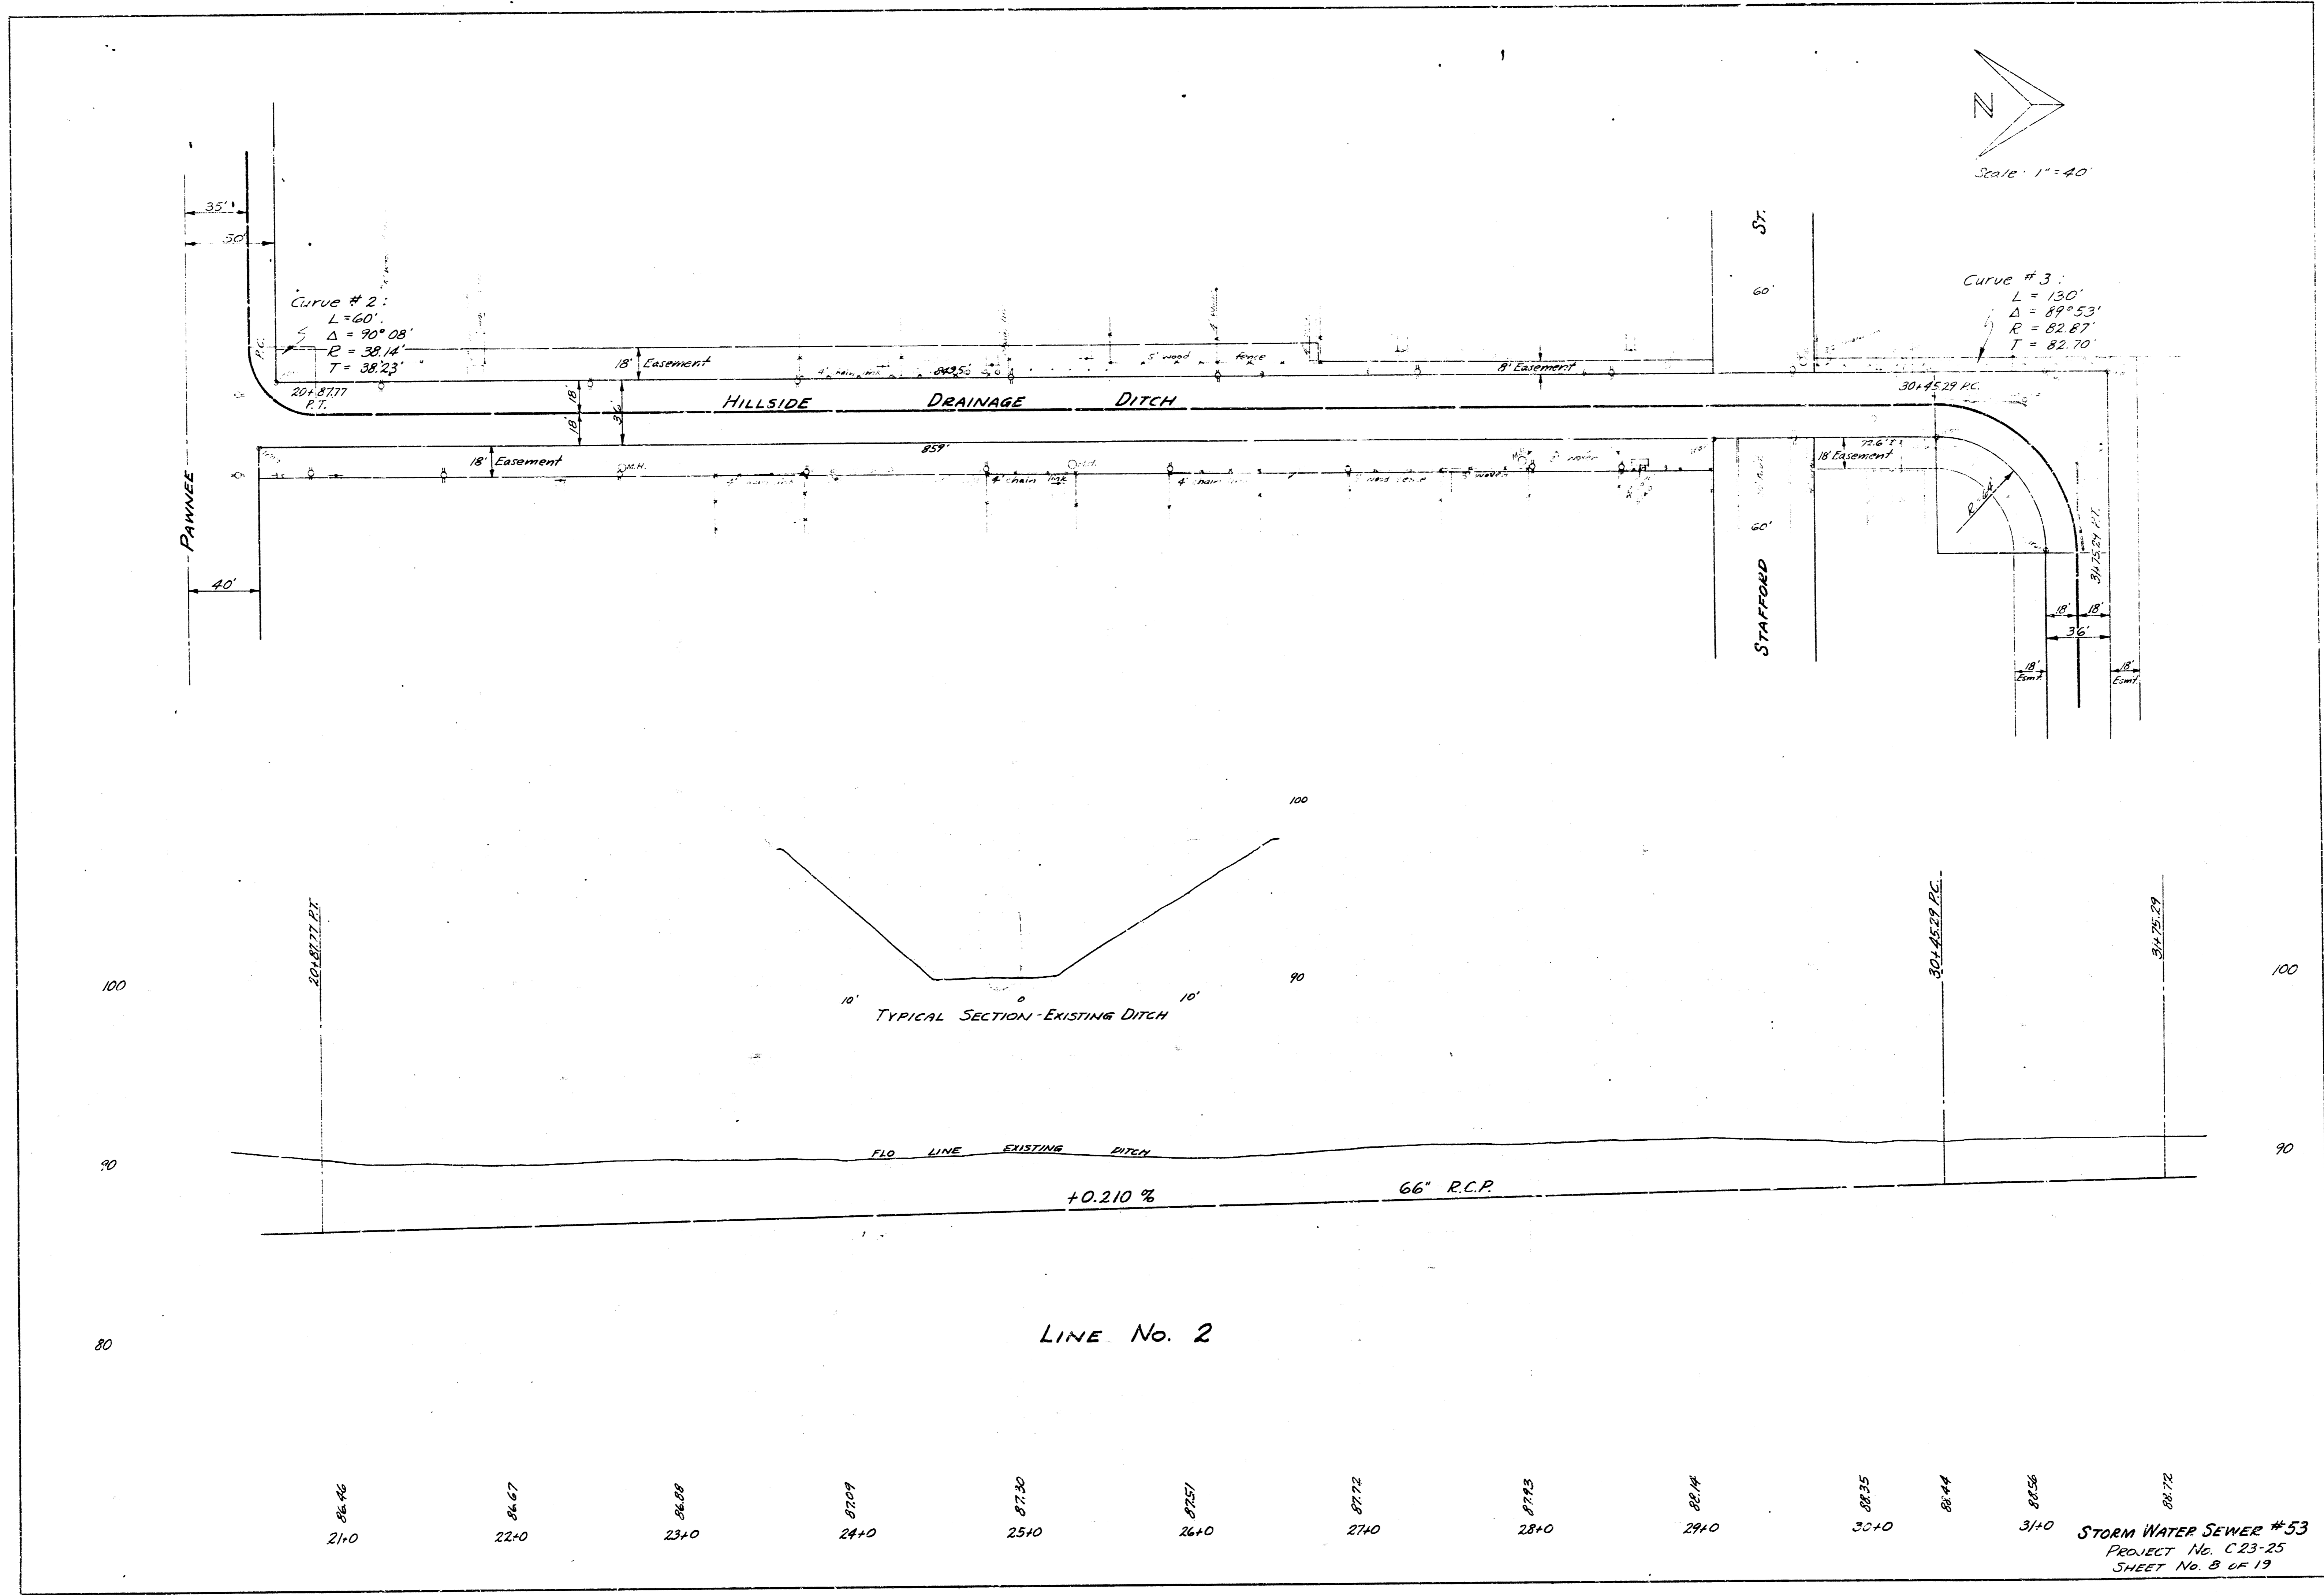 N
Scale: 1" = 40'
35'
50'
Curve # 2 :
L = 60'
Δ = 90° 08'
R = 38.14'
T = 38.23'
P.C.
20+87.77
P.T.
18' Easement
18'
18'
36'
849.50
5' wood fence
8' Easement
ST.
60'
Curve # 3 :
L = 130'
Δ = 89° 53'
R = 82.87'
T = 82.70'
30+45.29 P.C.
HILLSIDE DRAINAGE DITCH
859'
18' Easement
M.H.
4' chain link
4' chain
72.6'
18' Easement
PAWNEE
40'
60'
STAFFORD
31+75.29 P.T.
18' 18'
36'
18'
Esmt.
18'
Esmt.
100
90
10' 0 10'
TYPICAL SECTION - EXISTING DITCH
20+87.77 P.T.
30+45.29 P.C.
31+75.29
100 100
90 90
80
FLO LINE EXISTING DITCH
+0.210 %
66" R.C.P.
LINE No. 2
86.46 86.67 86.88 87.09 87.30 87.51 87.72 87.93 88.14 88.35 88.44 88.56 88.72
21+0 22+0 23+0 24+0 25+0 26+0 27+0 28+0 29+0 30+0 31+0
STORM WATER SEWER #53
PROJECT No. C 23-25
SHEET No. 8 OF 19